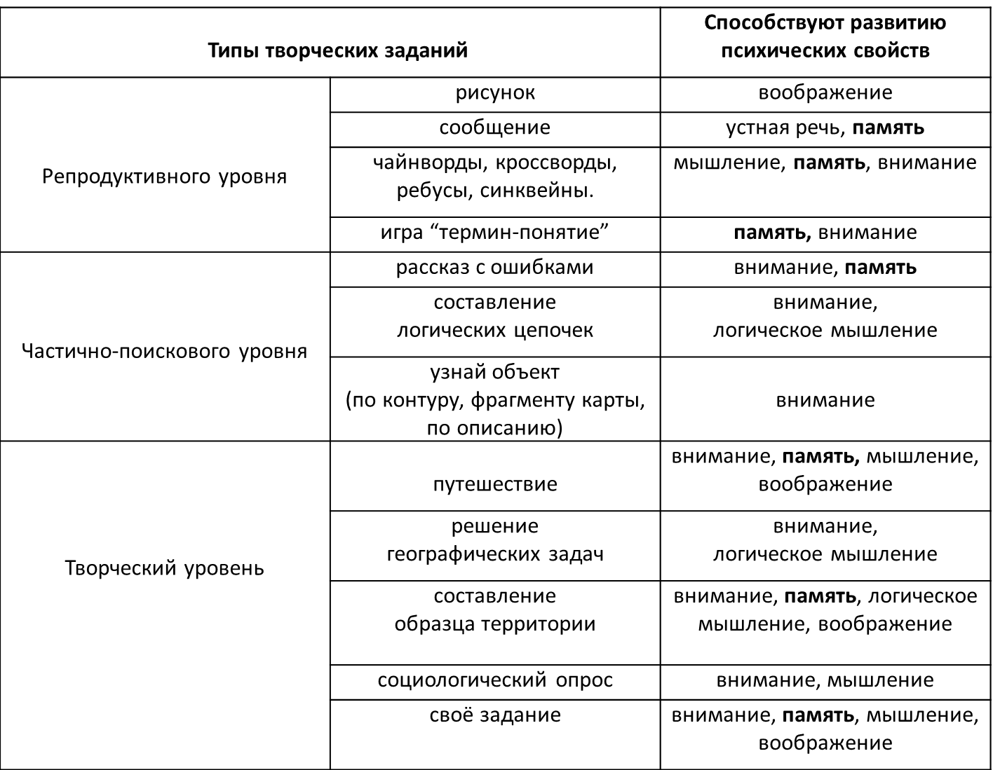 Типы творческих заданий
Способствуют развитию
психических свойств
Репродуктивного уровня
рисунок
воображение
сообщение
устная речь, память
чайнворды, кроссворды,
ребусы, синквейны.
мышление, память, внимание
игра “термин-понятие”
память, внимание
Частично-поискового уровня
рассказ с ошибками
внимание, память
составление
логических цепочек
внимание,
логическое мышление
узнай объект
(по контуру, фрагменту карты,
по описанию)
внимание
Творческий уровень
путешествие
внимание, память, мышление,
воображение
решение
географических задач
внимание,
логическое мышление
составление
образца территории
внимание, память, логическое
мышление, воображение
социологический опрос
внимание, мышление
своё задание
внимание, память, мышление,
воображение